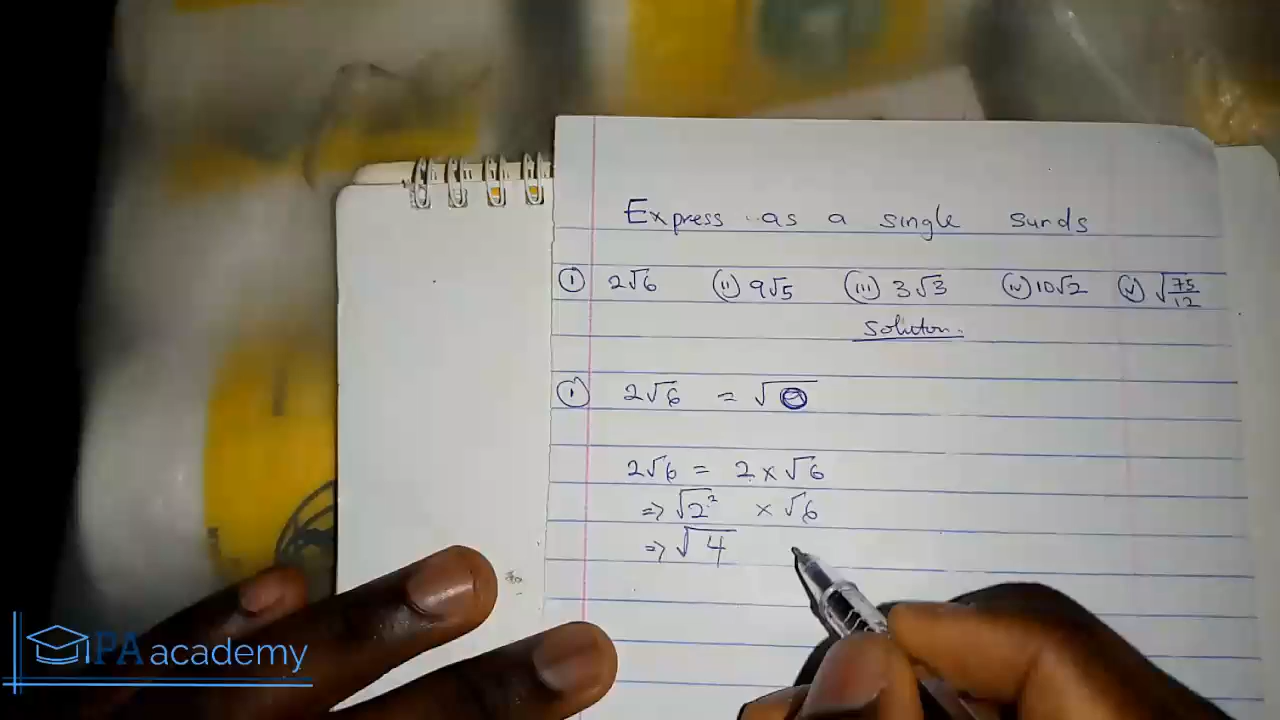 Express as a single surds
(i) 2√6 (ii) 9√5 (iii) 3√3 (iv) 10√2 (v) √75/12
Soluton.
(i) 2√6 = √
2√6 = 2 × √6
⇒ √2² × √6
⇒ √4
PA academy